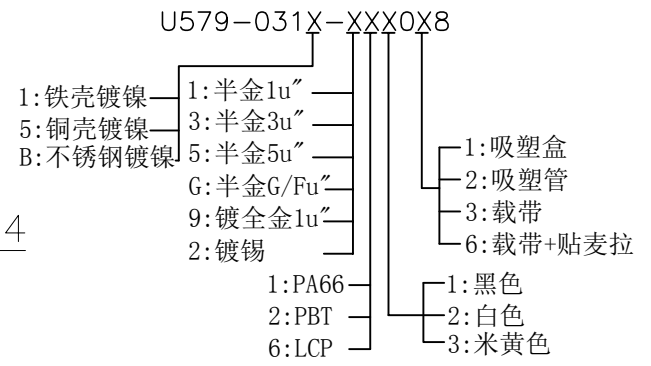 U579-031X-XXX0X8
1:铁壳镀镍
5:铜壳镀镍
B:不锈钢镀镍
1:半金1u"
3:半金3u"
5:半金5u"
G:半金G/Fu"
9:镀全金1u"
2:镀锡
1:PA66
2:PBT
6:LCP
1:吸塑盒
2:吸塑管
3:载带
6:载带+贴麦拉
1:黑色
2:白色
3:米黄色
4